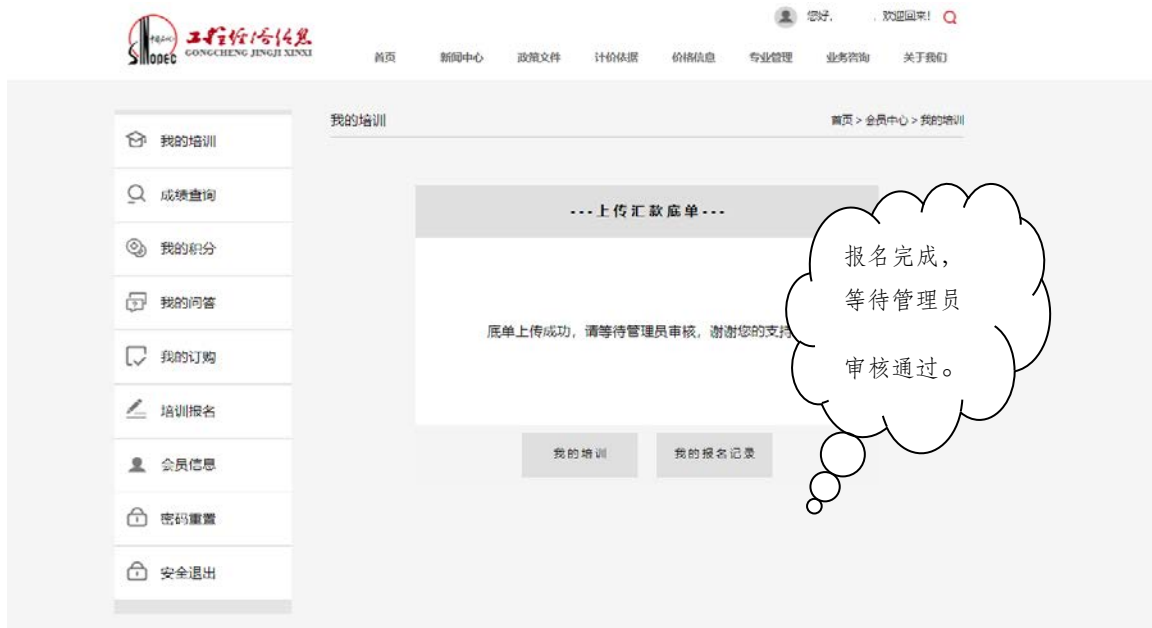 您好, . 欢迎回来!
中国石化
SINOPEC
工程经济信息
GONGCHENG JINGJI XINXI
首页 新闻中心 政策文件 计价依据 价格信息 专业管理 业务咨询 关于我们
我的培训
首页 > 会员中心 > 我的培训
我的培训
成绩查询
我的积分
我的问答
我的订购
培训报名
会员信息
密码重置
安全退出
---上传汇款底单---
底单上传成功, 请等待管理员审核, 谢谢您的支持
我的培训 我的报名记录
报名完成,
等待管理员
审核通过。